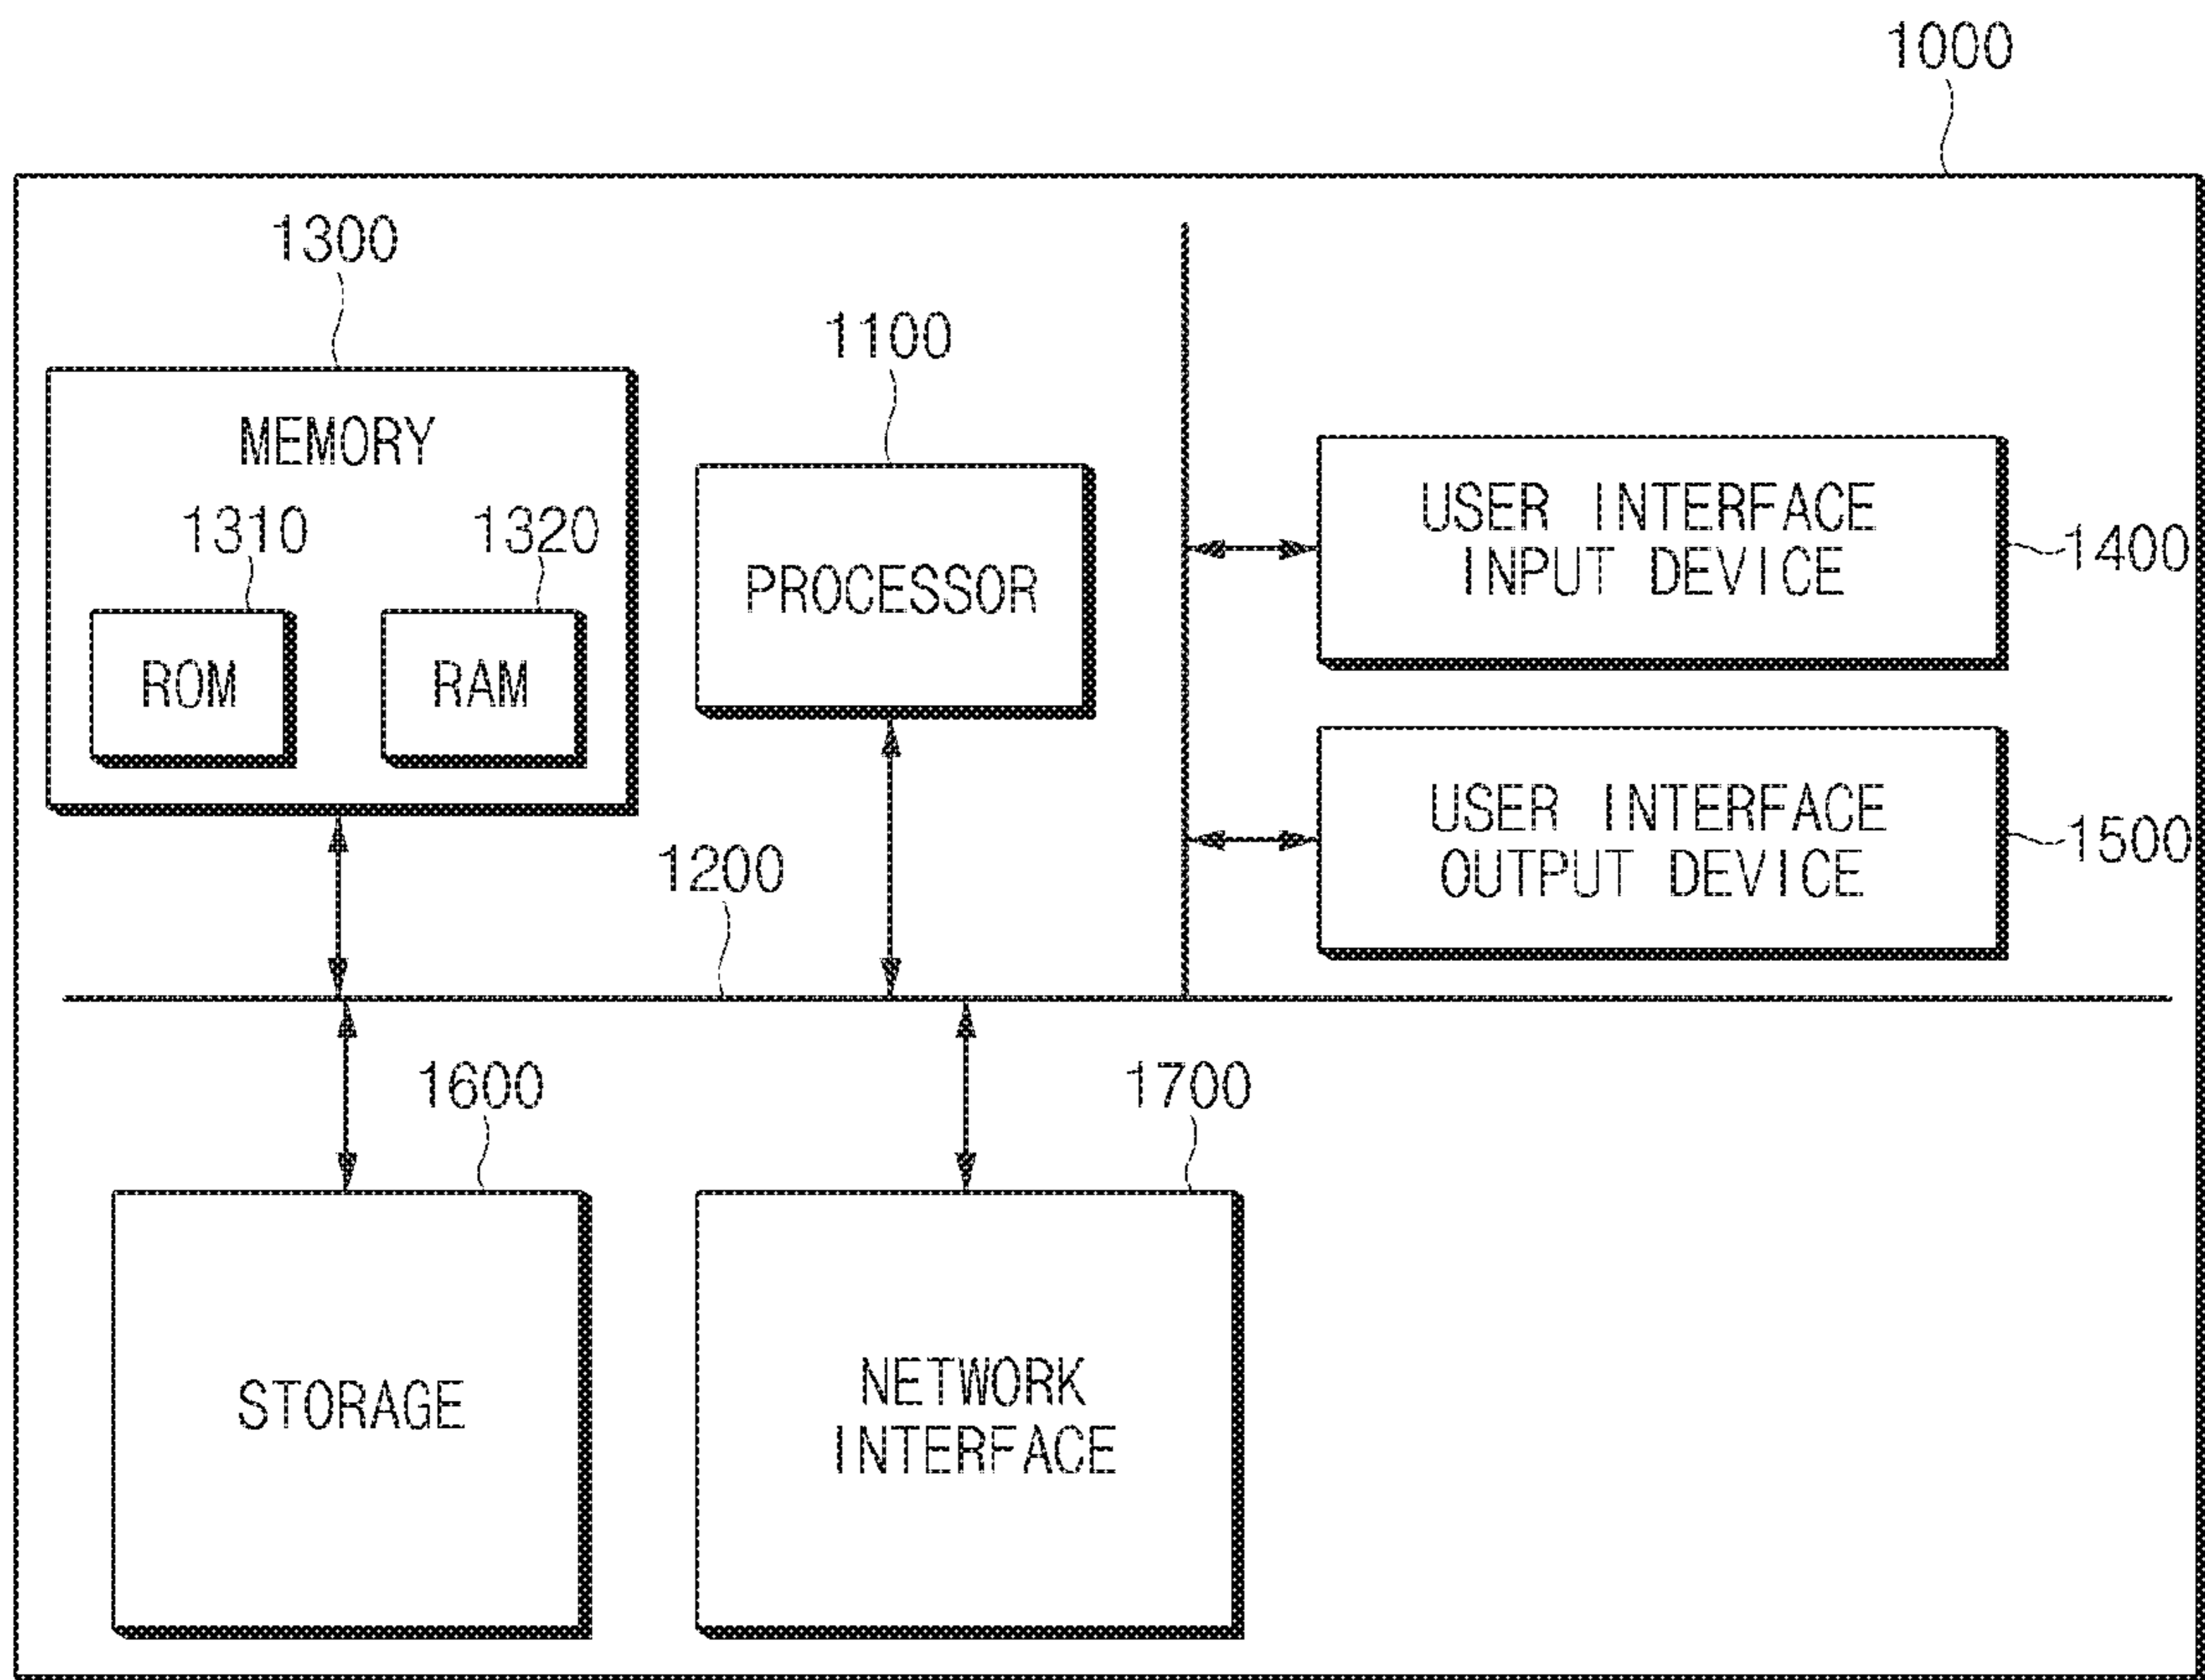 1000
1300
1100
MEMORY
1310
1320
ROM
RAM
PROCESSOR
USER INTERFACE
INPUT DEVICE
1400
USER INTERFACE
OUTPUT DEVICE
1500
1200
1600
1700
STORAGE
NETWORK
INTERFACE